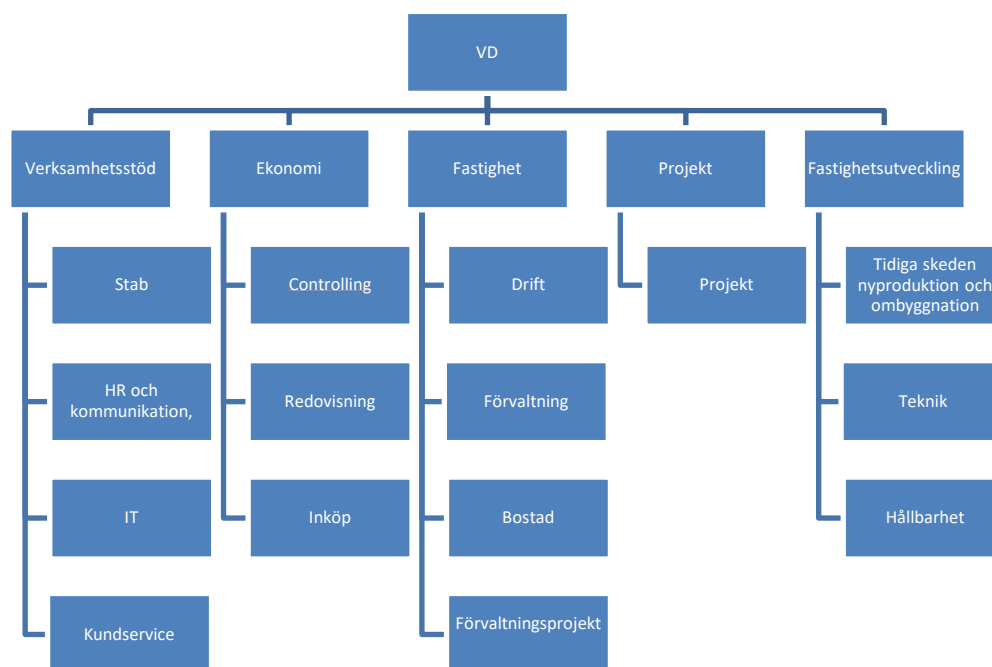 VD
Verksamhetsstöd
Ekonomi
Fastighet
Projekt
Fastighetsutveckling
Stab
Controlling
Drift
Projekt
Tidiga skeden
nyproduktion och
ombyggnation
HR och
kommunikation,
Redovisning
Förvaltning
Teknik
IT
Inköp
Bostad
Hållbarhet
Kundservice
Förvaltningsprojekt